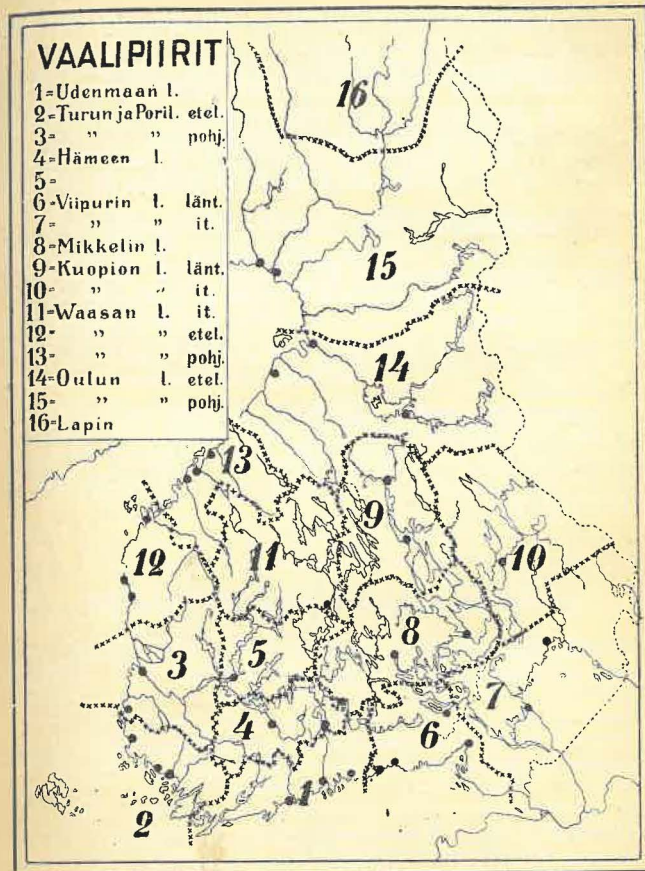 VAALIPIIRIT
1=Udenmaan l.
2=Turun ja Pori l. etel.
3= " " pohj.
4=Hämeen l.
5=
6=Viipurin l. länt.
7= " " it.
8=Mikkelin l.
9=Kuopion l. länt.
10= " " it.
11=Waasan l. it.
12= " " etel.
13= " " pohj.
14=Oulun l. etel.
15= " " pohj.
16=Lapin
16
15
14
13
9
12
11
10
8
3
5
7
4
6
1
2